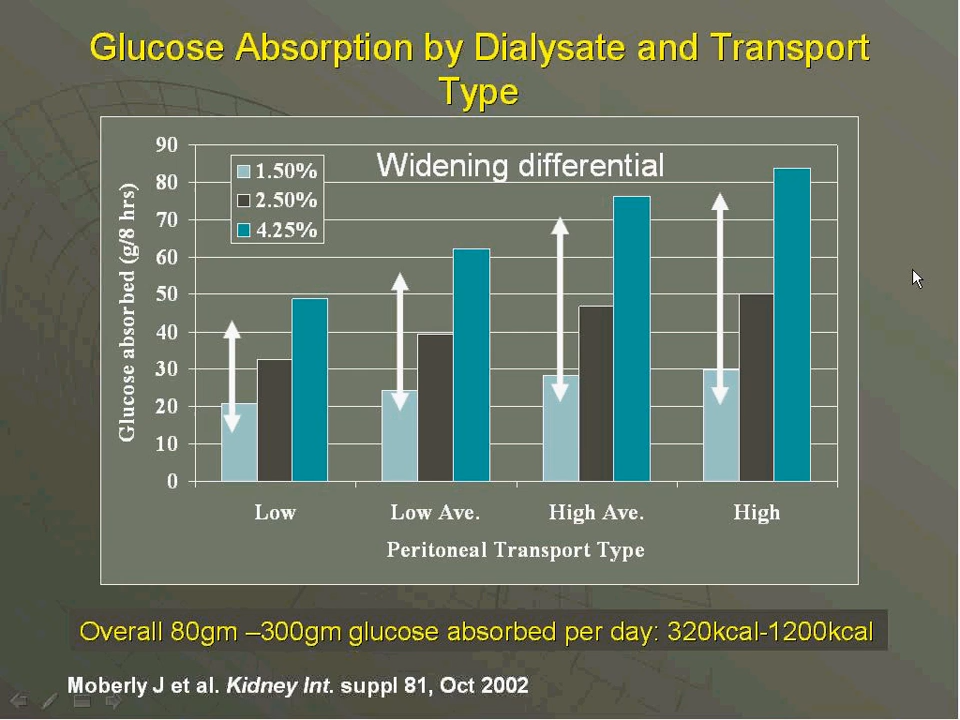 Glucose Absorption by Dialysate and Transport
Type
Widening differential
1.50%
2.50%
4.25%
Glucose absorbed (g/8 hrs)
90
80
70
60
50
40
30
20
10
0
Low Low Ave. High Ave. High
Peritoneal Transport Type
Overall 80gm –300gm glucose absorbed per day: 320kcal-1200kcal
Moberly J et al. Kidney Int. suppl 81, Oct 2002